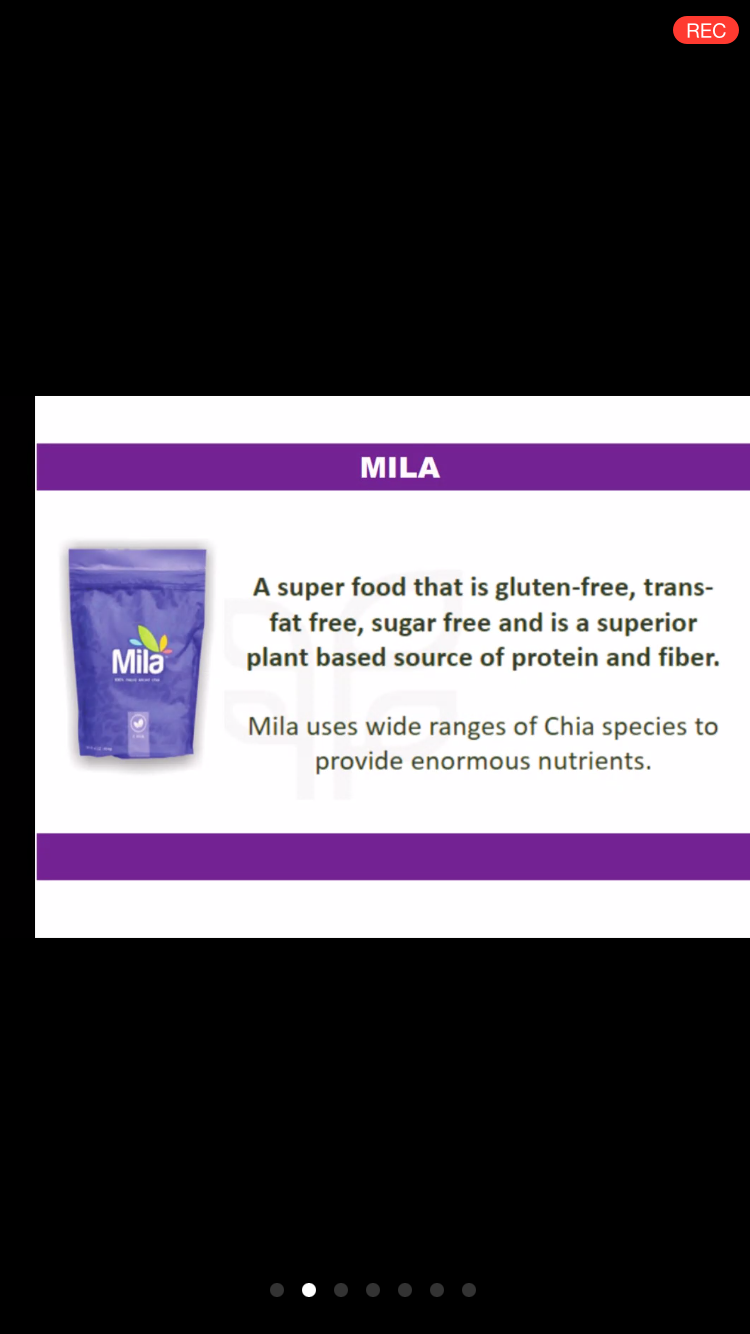 REC
MILA
A super food that is gluten-free, trans-
fat free, sugar free and is a superior
plant based source of protein and fiber.
Mila uses wide ranges of Chia species to
provide enormous nutrients.
Mila